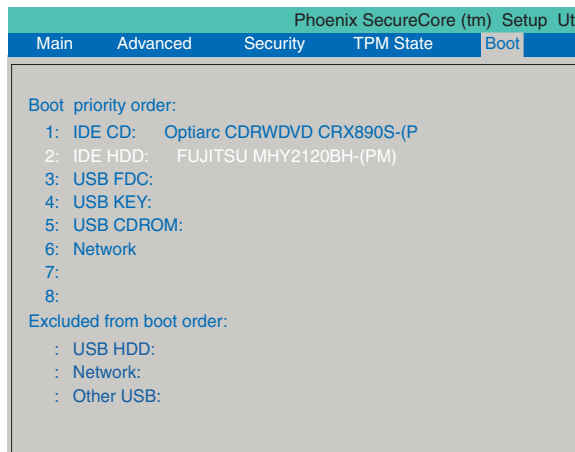 Phoenix SecureCore (tm) Setup Ut
Main Advanced Security TPM State Boot
Boot priority order:
1: IDE CD: Optiarc CDRWDVD CRX890S-(P
2: IDE HDD: FUJITSU MHY2120BH-(PM)
3: USB FDC:
4: USB KEY:
5: USB CDROM:
6: Network
7:
8:
Excluded from boot order:
: USB HDD:
: Network:
: Other USB: